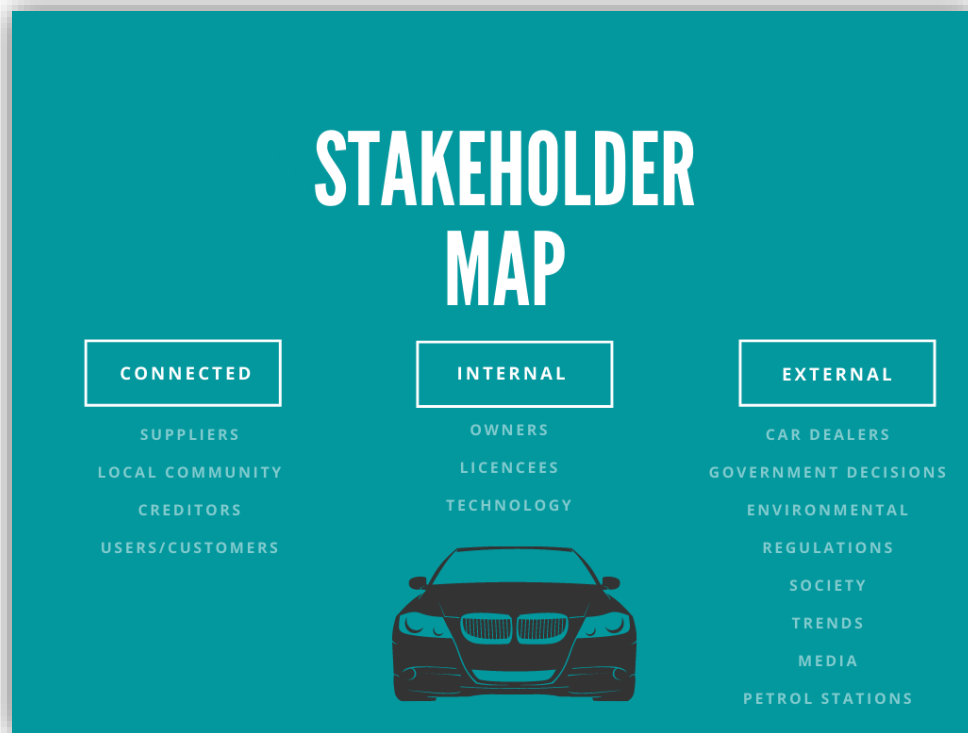 STAKEHOLDER
MAP
CONNECTED
SUPPLIERS
LOCAL COMMUNITY
CREDITORS
USERS/CUSTOMERS
INTERNAL
OWNERS
LICENCEES
TECHNOLOGY
EXTERNAL
CAR DEALERS
GOVERNMENT DECISIONS
ENVIRONMENTAL
REGULATIONS
SOCIETY
TRENDS
MEDIA
PETROL STATIONS